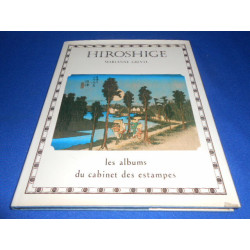 HIROSHIGE
les albums
du cabinet des estampes